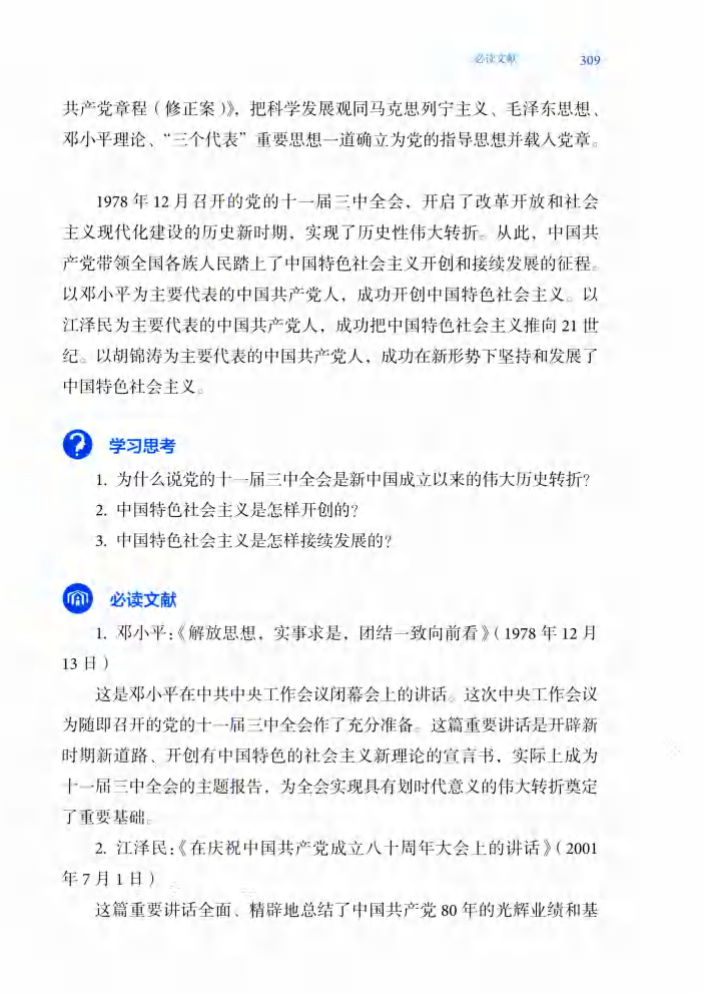 必读文献 309
共产党章程（修正案）》，把科学发展观同马克思列宁主义、毛泽东思想、
邓小平理论、“三个代表”重要思想一道确立为党的指导思想并载入党章。
1978 年 12 月召开的党的十一届三中全会，开启了改革开放和社会
主义现代化建设的历史新时期，实现了历史性伟大转折。从此，中国共
产党带领全国各族人民踏上了中国特色社会主义开创和接续发展的征程。
以邓小平为主要代表的中国共产党人，成功开创中国特色社会主义。以
江泽民为主要代表的中国共产党人，成功把中国特色社会主义推向 21 世
纪。以胡锦涛为主要代表的中国共产党人，成功在新形势下坚持和发展了
中国特色社会主义。
学习思考
1. 为什么说党的十一届三中全会是新中国成立以来的伟大历史转折？
2. 中国特色社会主义是怎样开创的？
3. 中国特色社会主义是怎样接续发展的？
必读文献
1. 邓小平：《解放思想，实事求是，团结一致向前看》（1978 年 12 月
13 日）
这是邓小平在中共中央工作会议闭幕会上的讲话。这次中央工作会议
为随即召开的党的十一届三中全会作了充分准备。这篇重要讲话是开辟新
时期新道路、开创有中国特色的社会主义新理论的宣言书，实际上成为
十一届三中全会的主题报告，为全会实现具有划时代意义的伟大转折奠定
了重要基础。
2. 江泽民：《在庆祝中国共产党成立八十周年大会上的讲话》（2001
年 7 月 1 日）
这篇重要讲话全面、精辟地总结了中国共产党 80 年的光辉业绩和基